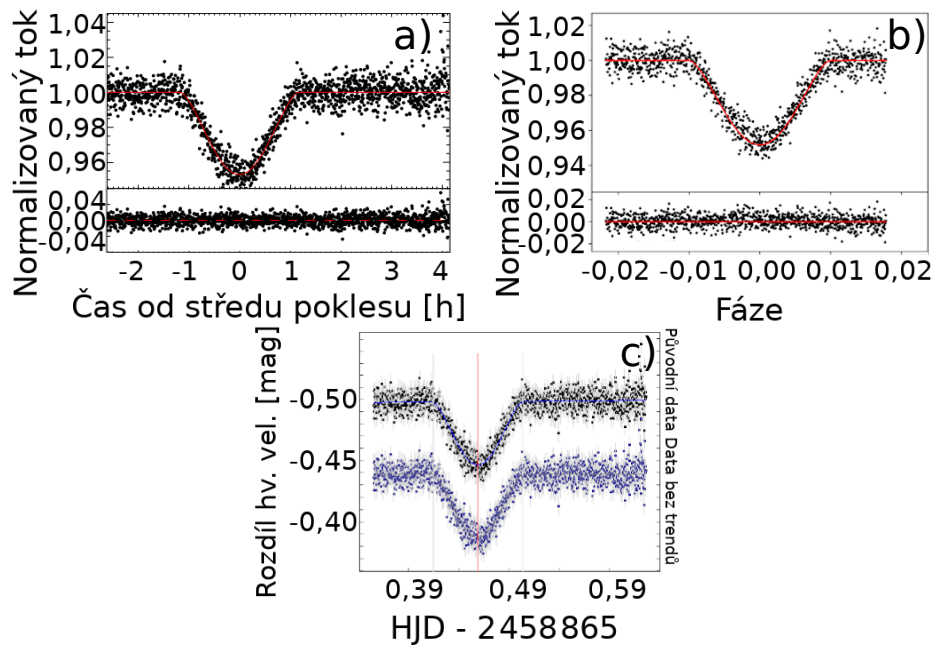 a)
Normalizovaný tok
1,04
1,02
1,00
0,98
0,96
0,04
0,00
-0,04
-2 -1 0 1 2 3 4
Čas od středu poklesu [h]
b)
Normalizovaný tok
1,02
1,00
0,98
0,96
0,94
0,02
0,00
-0,02
-0,02 -0,01 0,00 0,01 0,02
Fáze
c)
Rozdíl hv. vel. [mag]
-0,50
-0,45
-0,40
0,39 0,49 0,59
HJD - 2458865
Původní data Data bez trendů